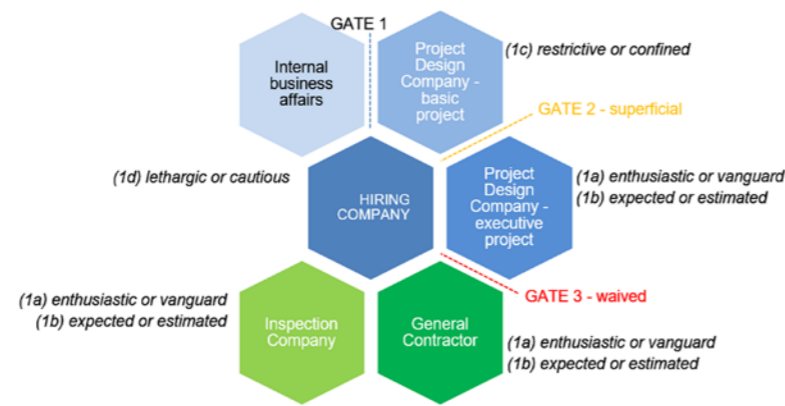 GATE 1
Internal
business
affairs
Project
Design
Company -
basic
project
(1c) restrictive or confined
GATE 2 - superficial
(1d) lethargic or cautious
HIRING
COMPANY
Project
Design
Company -
executive
project
(1a) enthusiastic or vanguard
(1b) expected or estimated
GATE 3 - waived
(1a) enthusiastic or vanguard
(1b) expected or estimated
Inspection
Company
General
Contractor
(1a) enthusiastic or vanguard
(1b) expected or estimated